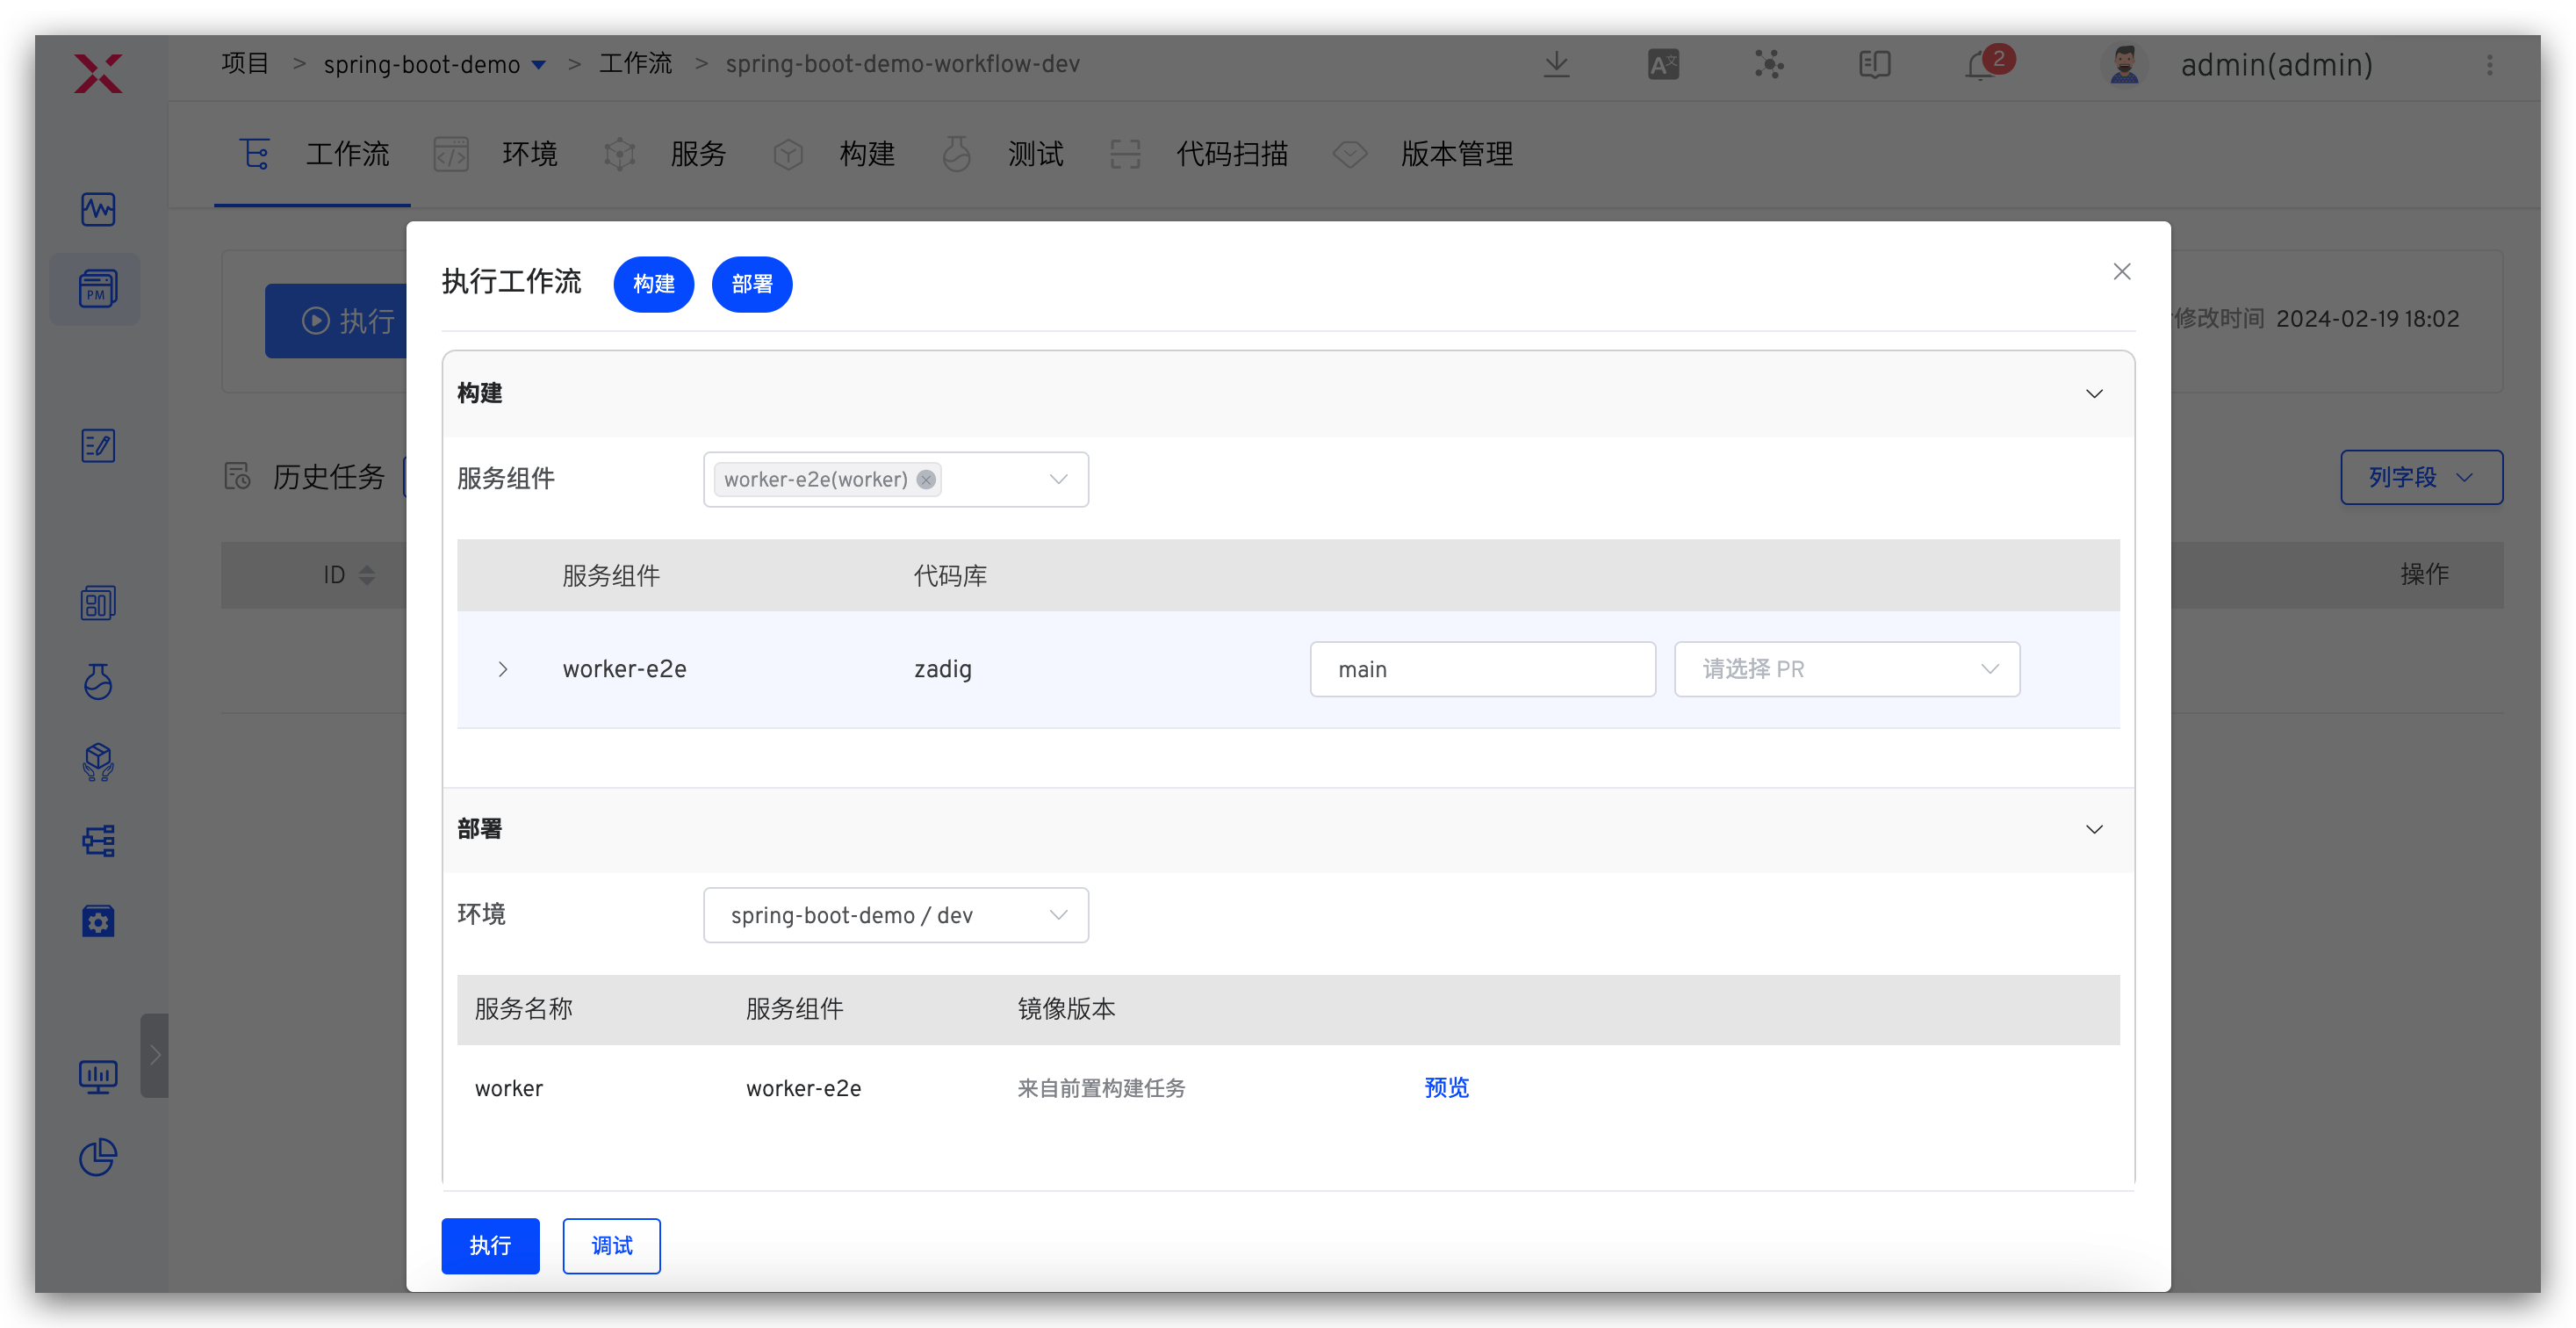 项目 > spring-boot-demo > 工作流 > spring-boot-demo-workflow-dev
2
admin(admin)
工作流 环境 服务 构建 测试 代码扫描 版本管理
PM
执行工作流 构建 部署
执行
修改时间 2024-02-19 18:02
构建
历史任务
服务组件 worker-e2e(worker)
列字段
ID
服务组件 代码库
操作
worker-e2e zadig main 请选择 PR
部署
环境 spring-boot-demo / dev
服务名称 服务组件 镜像版本
worker worker-e2e 来自前置构建任务 预览
执行 调试